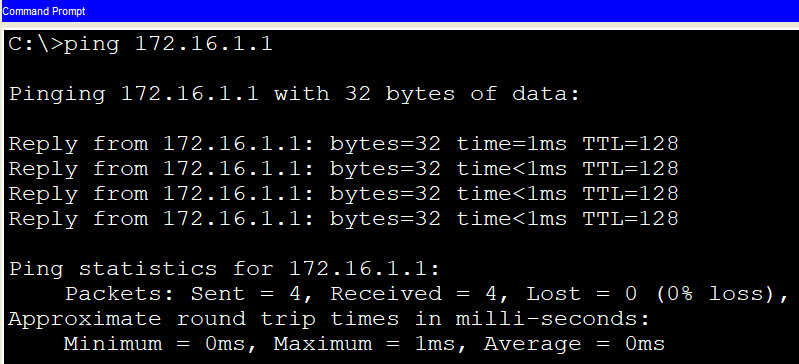 Command Prompt
C:\>ping 172.16.1.1
Pinging 172.16.1.1 with 32 bytes of data:
Reply from 172.16.1.1: bytes=32 time=1ms TTL=128
Reply from 172.16.1.1: bytes=32 time<1ms TTL=128
Reply from 172.16.1.1: bytes=32 time<1ms TTL=128
Reply from 172.16.1.1: bytes=32 time<1ms TTL=128
Ping statistics for 172.16.1.1:
    Packets: Sent = 4, Received = 4, Lost = 0 (0% loss),
Approximate round trip times in milli-seconds:
    Minimum = 0ms, Maximum = 1ms, Average = 0ms